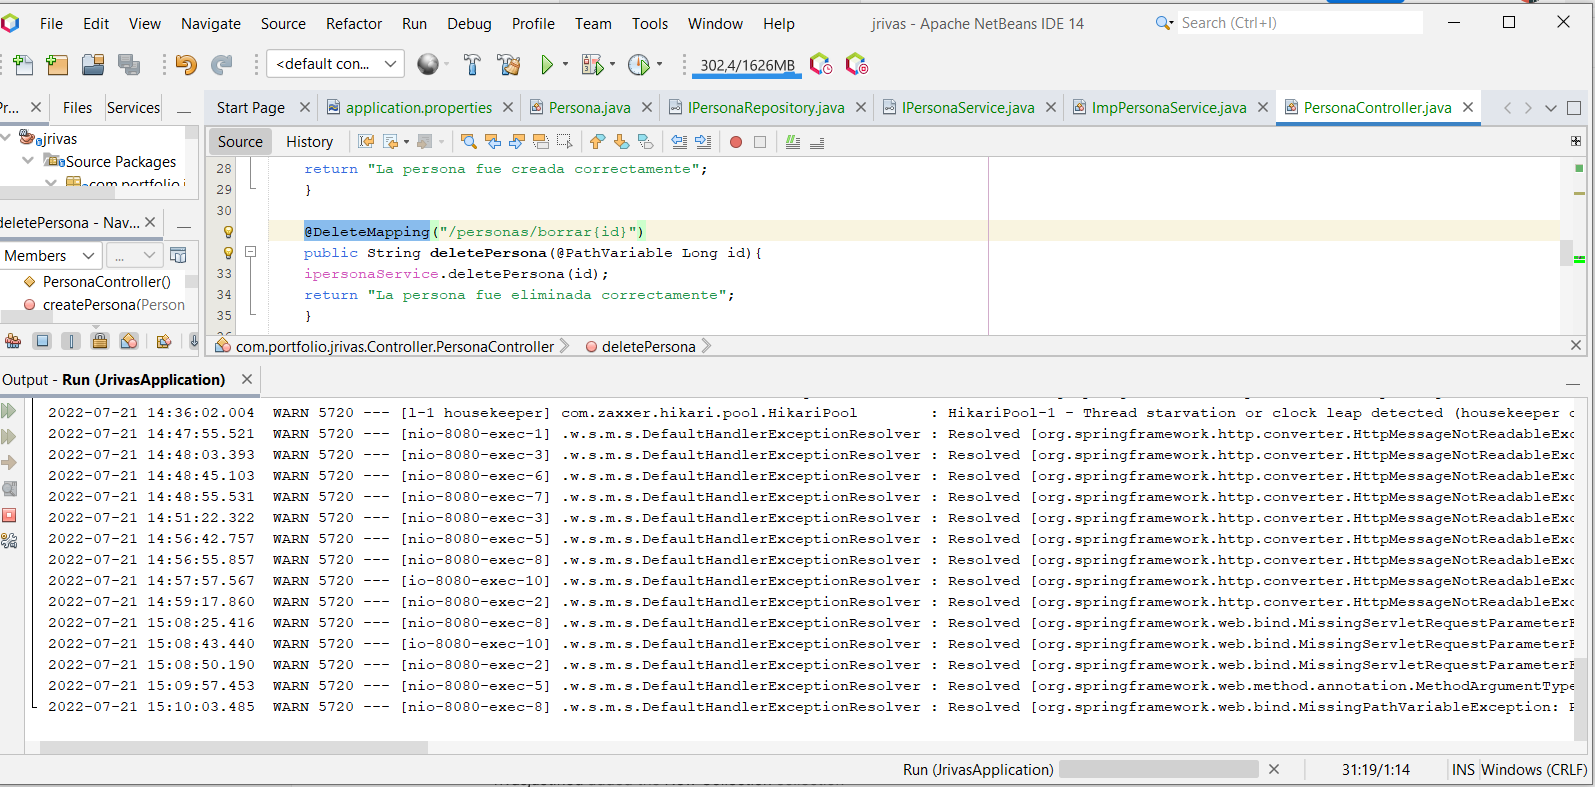 File Edit View Navigate Source Refactor Run Debug Profile Team Tools Window Help
jrivas - Apache NetBeans IDE 14
Search (Ctrl+I)
<default con...
302,4/1626MB
Files Services
Start Page application.properties Persona.java IPersonaRepository.java IPersonaService.java ImpPersonaService.java PersonaController.java
jrivas
Source Packages
com.portfolio.j
Source History
28 return "La persona fue creada correctamente";
29 }
30
@DeleteMapping("/personas/borrar{id}")
public String deletePersona(@PathVariable Long id){
33 ipersonaService.deletePersona(id);
34 return "La persona fue eliminada correctamente";
35 }
deletePersona - Nav...
Members
...
PersonaController()
createPersona(Person
com.portfolio.jrivas.Controller.PersonaController deletePersona
Output - Run (JrivasApplication)
2022-07-21 14:36:02.004 WARN 5720 --- [l-1 housekeeper] com.zaxxer.hikari.pool.HikariPool : HikariPool-1 - Thread starvation or clock leap detected (housekeeper
2022-07-21 14:47:55.521 WARN 5720 --- [nio-8080-exec-1] .w.s.m.s.DefaultHandlerExceptionResolver : Resolved [org.springframework.http.converter.HttpMessageNotReadableExc
2022-07-21 14:48:03.393 WARN 5720 --- [nio-8080-exec-3] .w.s.m.s.DefaultHandlerExceptionResolver : Resolved [org.springframework.http.converter.HttpMessageNotReadableExc
2022-07-21 14:48:45.103 WARN 5720 --- [nio-8080-exec-6] .w.s.m.s.DefaultHandlerExceptionResolver : Resolved [org.springframework.http.converter.HttpMessageNotReadableExc
2022-07-21 14:48:55.531 WARN 5720 --- [nio-8080-exec-7] .w.s.m.s.DefaultHandlerExceptionResolver : Resolved [org.springframework.http.converter.HttpMessageNotReadableExc
2022-07-21 14:51:22.322 WARN 5720 --- [nio-8080-exec-3] .w.s.m.s.DefaultHandlerExceptionResolver : Resolved [org.springframework.http.converter.HttpMessageNotReadableExc
2022-07-21 14:56:42.757 WARN 5720 --- [nio-8080-exec-5] .w.s.m.s.DefaultHandlerExceptionResolver : Resolved [org.springframework.http.converter.HttpMessageNotReadableExc
2022-07-21 14:56:55.857 WARN 5720 --- [nio-8080-exec-8] .w.s.m.s.DefaultHandlerExceptionResolver : Resolved [org.springframework.http.converter.HttpMessageNotReadableExc
2022-07-21 14:57:57.567 WARN 5720 --- [io-8080-exec-10] .w.s.m.s.DefaultHandlerExceptionResolver : Resolved [org.springframework.http.converter.HttpMessageNotReadableExc
2022-07-21 14:59:17.860 WARN 5720 --- [nio-8080-exec-2] .w.s.m.s.DefaultHandlerExceptionResolver : Resolved [org.springframework.http.converter.HttpMessageNotReadableExc
2022-07-21 15:08:25.416 WARN 5720 --- [nio-8080-exec-8] .w.s.m.s.DefaultHandlerExceptionResolver : Resolved [org.springframework.web.bind.MissingServletRequestParameterE
2022-07-21 15:08:43.440 WARN 5720 --- [io-8080-exec-10] .w.s.m.s.DefaultHandlerExceptionResolver : Resolved [org.springframework.web.bind.MissingServletRequestParameterE
2022-07-21 15:08:50.190 WARN 5720 --- [nio-8080-exec-2] .w.s.m.s.DefaultHandlerExceptionResolver : Resolved [org.springframework.web.bind.MissingServletRequestParameterE
2022-07-21 15:09:57.453 WARN 5720 --- [nio-8080-exec-5] .w.s.m.s.DefaultHandlerExceptionResolver : Resolved [org.springframework.web.method.annotation.MethodArgumentType
2022-07-21 15:10:03.485 WARN 5720 --- [nio-8080-exec-8] .w.s.m.s.DefaultHandlerExceptionResolver : Resolved [org.springframework.web.bind.MissingPathVariableException:
Run (JrivasApplication)
31:19/1:14 INS Windows (CRLF)